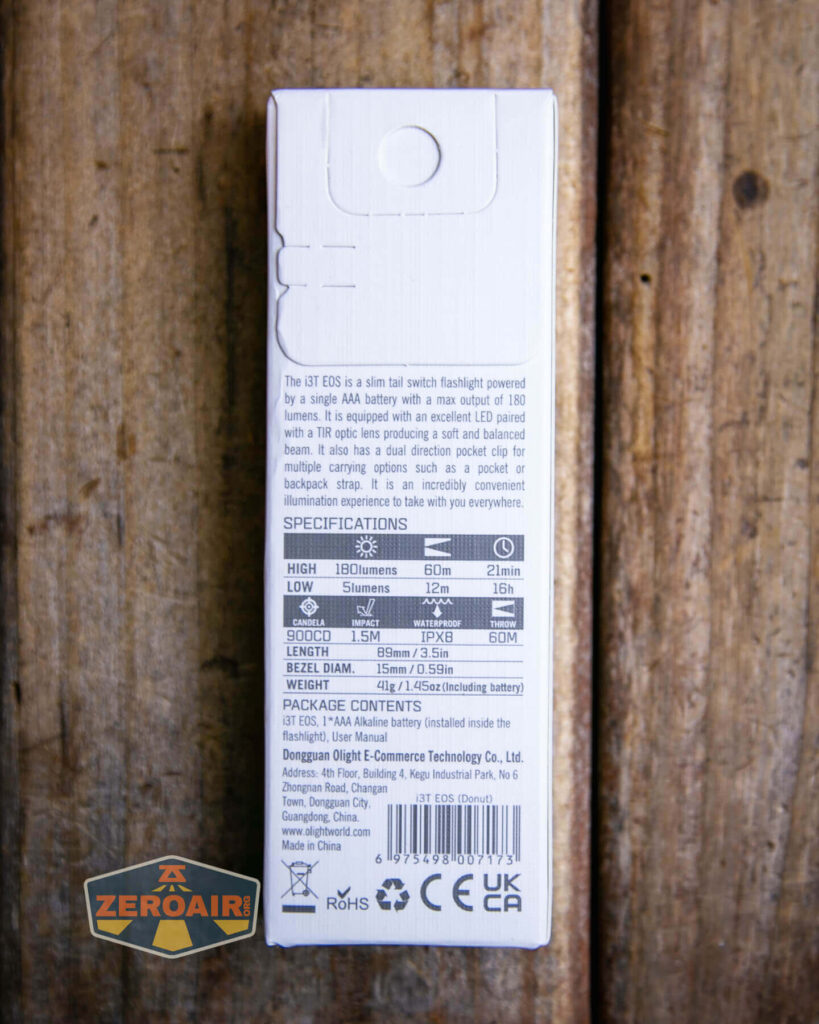 The i3T EOS is a slim tail switch flashlight powered
by a single AAA battery with a max output of 180
lumens. It is equipped with an excellent LED paired
with a TIR optic lens producing a soft and balanced
beam. It also has a dual direction pocket clip for
multiple carrying options such as a pocket or
backpack strap. It is an incredibly convenient
illumination experience to take with you everywhere.
SPECIFICATIONS
HIGH 180lumens 60m 21min
LOW 5lumens 12m 16h
CANDELA IMPACT WATERPROOF THROW
900CD 1.5M IPX8 60M
LENGTH 89mm / 3.5in
BEZEL DIAM. 15mm / 0.59in
WEIGHT 41g / 1.45oz (Including battery)
PACKAGE CONTENTS
i3T EOS, 1*AAA Alkaline battery (installed inside the
flashlight), User Manual
Dongguan Olight E-Commerce Technology Co., Ltd.
Address: 4th Floor, Building 4, Kegu Industrial Park, No 6
Zhongnan Road, Changan
Town, Dongguan City,
Guangdong, China.
www.olightworld.com
Made in China
i3T EOS (Donut)
6 975498 007173
RoHS CE UK
CA
ZEROAIR.ORG